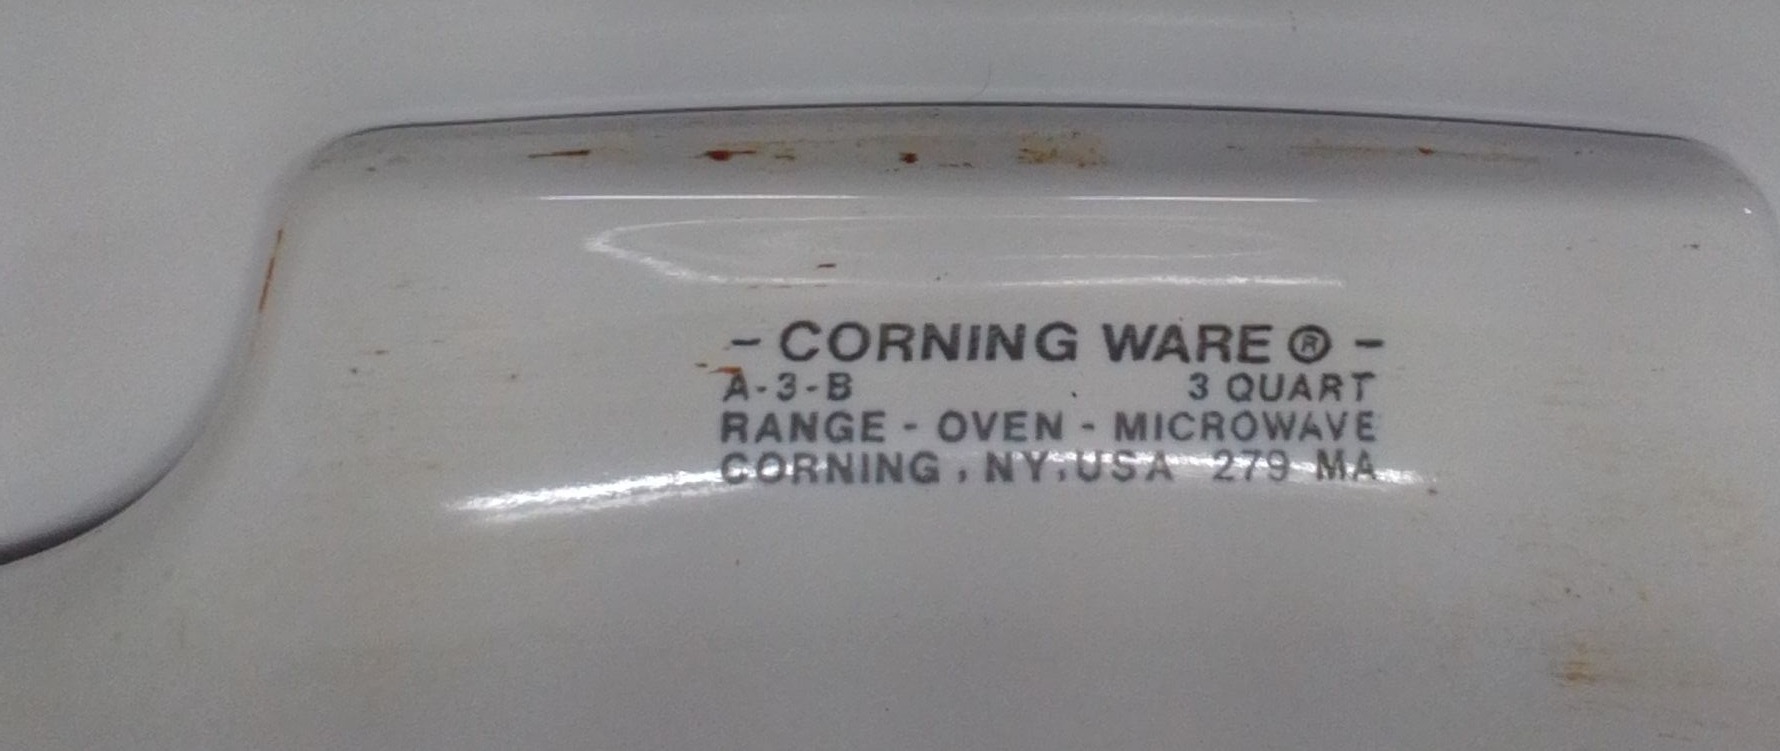 - CORNING WARE ® -
A-3-B 3 QUART
RANGE - OVEN - MICROWAVE
CORNING, NY, USA 279 MA